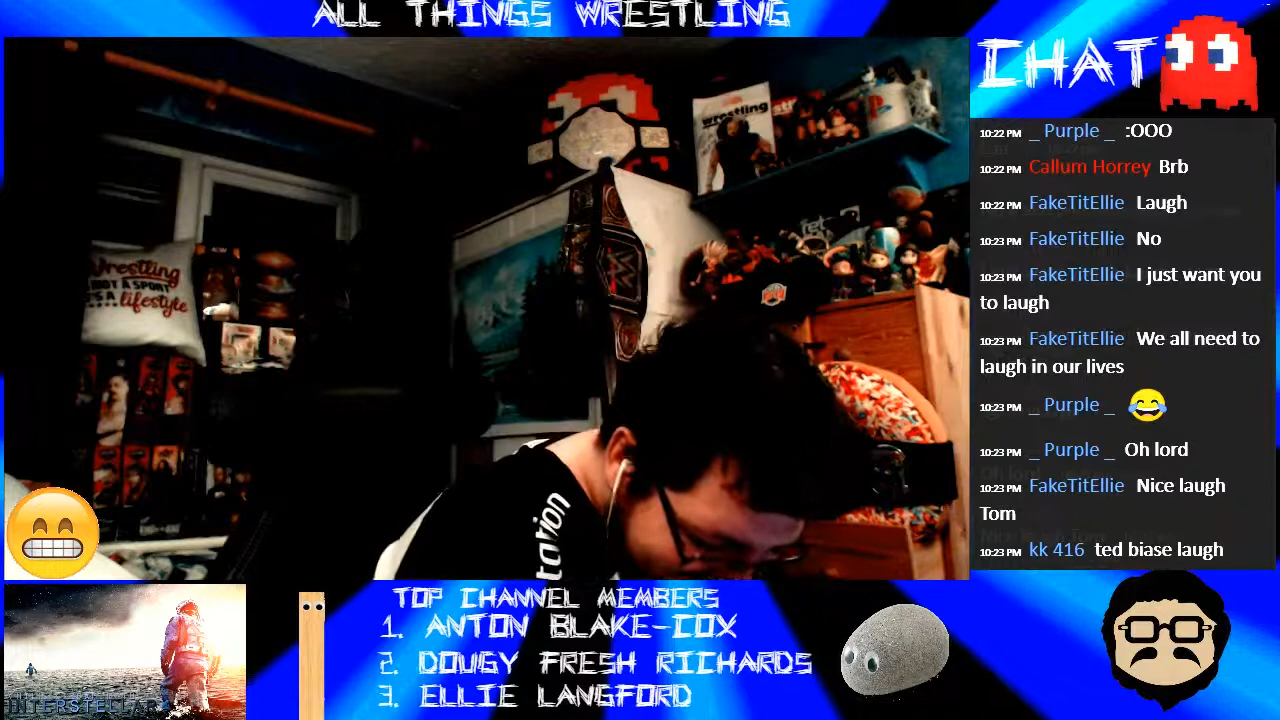 ALL THINGS WRESTLING
CHAT
wrestling
Wrestling
NOT A SPORT
IT'S A lifestyle
tation
10:22 PM _ Purple _ :OOO
10:22 PM Callum Horrey Brb
10:22 PM FakeTitEllie Laugh
10:23 PM FakeTitEllie No
10:23 PM FakeTitEllie I just want you
to laugh
10:23 PM FakeTitEllie We all need to
laugh in our lives
10:23 PM _ Purple _ 😂
10:23 PM _ Purple _ Oh lord
10:23 PM FakeTitEllie Nice laugh
Tom
10:23 PM kk 416 ted biase laugh
INTERSTELLAR
TOP CHANNEL MEMBERS
1. ANTON BLAKE-COX
2. DOUGY FRESH RICHARDS
3. ELLIE LANGFORD